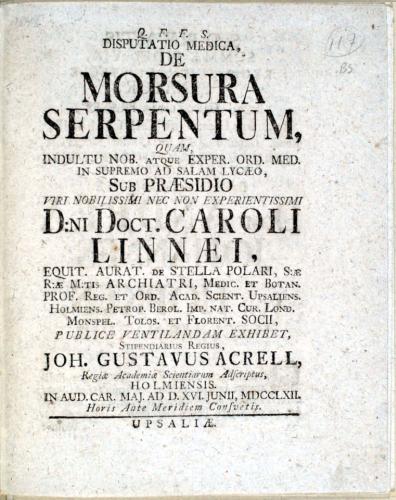 Q. F. F. S.
DISPUTATIO MEDICA,
DE
MORSURA
SERPENTUM,
QUAM,
INDULTU NOB. ATQUE EXPER. ORD. MED.
IN SUPREMO AD SALAM LYCÆO,
SUB PRÆSIDIO
VIRI NOBILISSIMI NEC NON EXPERIENTISSIMI
D:NI DOCT. CAROLI
LINNÆI,
EQUIT. AURAT. DE STELLA POLARI, S:Æ
R:Æ M:TIS ARCHIATRI, MEDIC. ET BOTAN.
PROF. REG. ET ORD. ACAD. SCIENT. UPSALIENS.
HOLMIENS. PETROP. BEROL. IMP. NAT. CUR. LOND.
MONSPEL. TOLOS. ET FLORENT. SOCII,
PUBLICE VENTILANDAM EXHIBET,
STIPENDIARIUS REGIUS,
JOH. GUSTAVUS ACRELL,
Regiæ Academiæ Scientiarum Adscriptus,
HOLMIENSIS.
IN AUD. CAR. MAJ. AD D. XVI. JUNII, MDCCLXII.
Horis Ante Meridiem Consvetis.
UPSALIÆ.
117